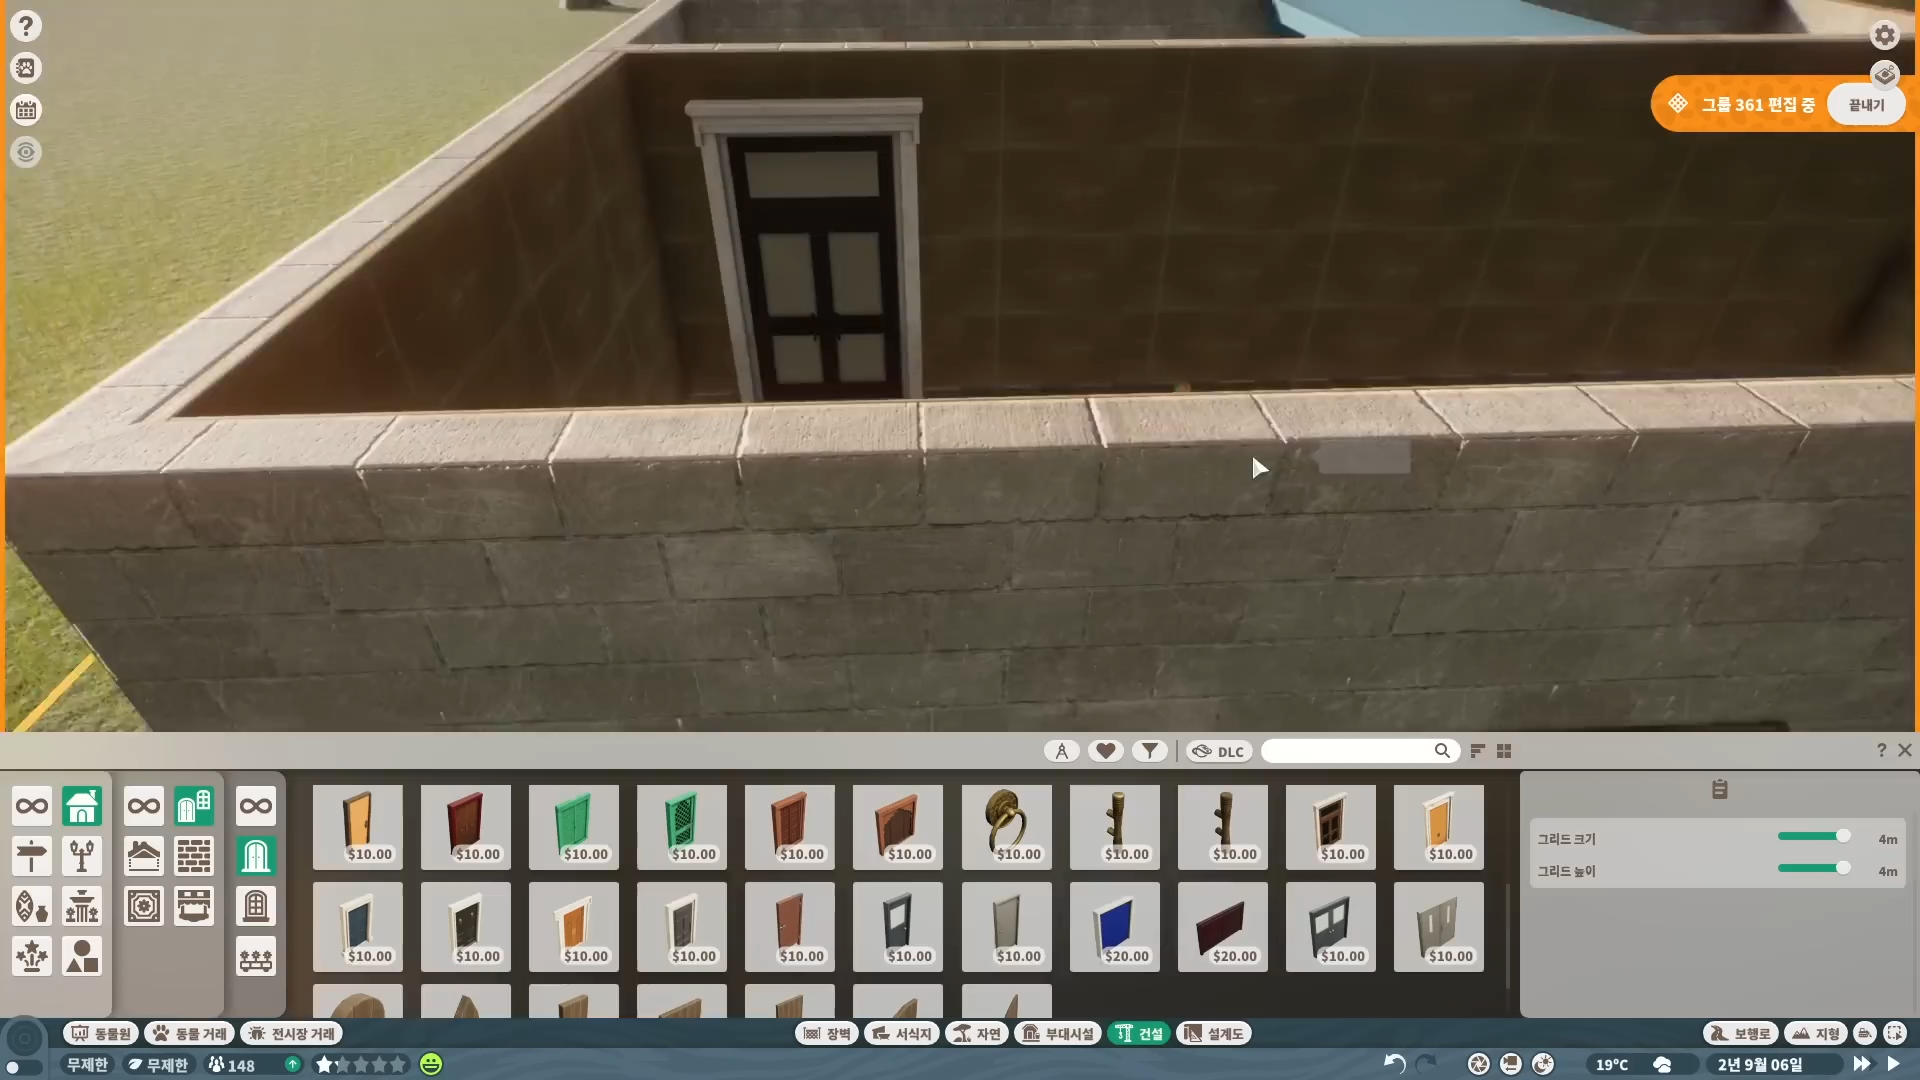 그룹 361 편집 중
끝내기
DLC
$10.00 $10.00 $10.00 $10.00 $10.00 $10.00 $10.00 $10.00 $10.00 $10.00 $10.00
$10.00 $10.00 $10.00 $10.00 $10.00 $10.00 $10.00 $20.00 $20.00 $10.00 $10.00
그리드 크기 4m
그리드 높이 4m
동물원 동물 거래 전시장 거래 장벽 서식지 자연 부대시설 건설 설계도 보행로 지형
무제한 무제한 148 19°C 2년 9월 06일